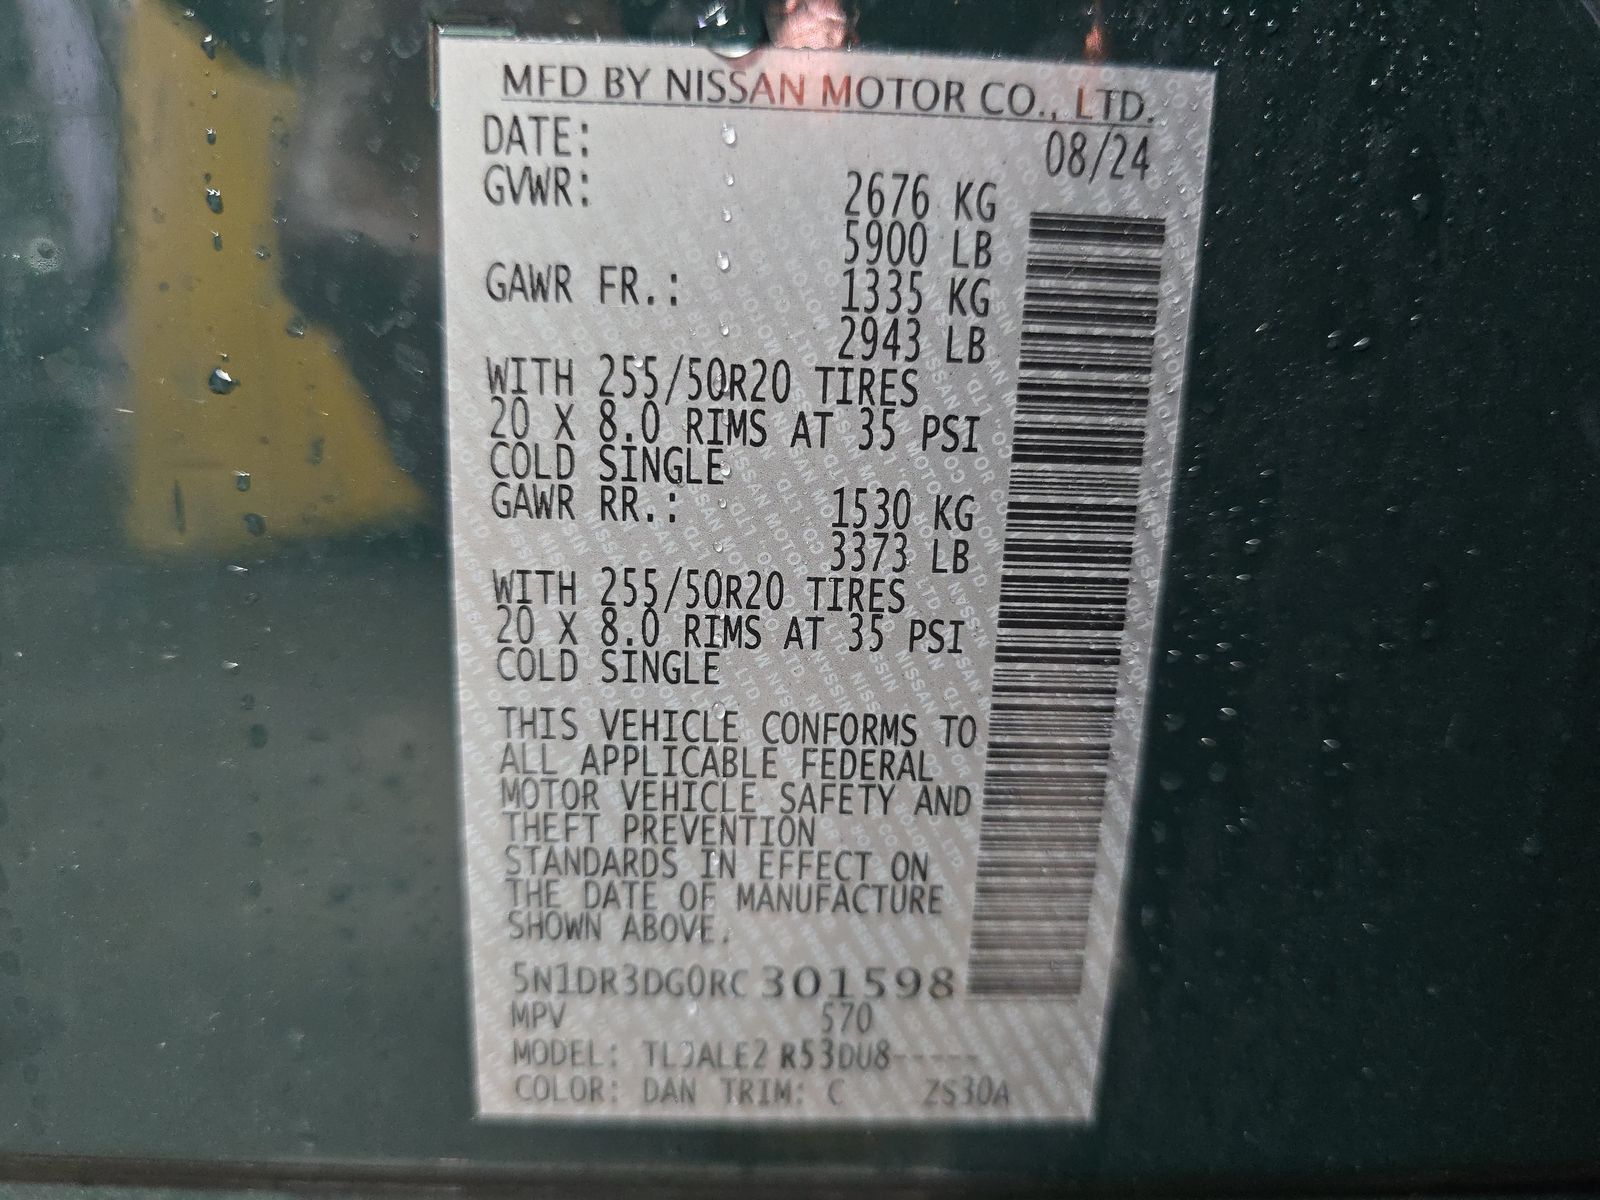 MFD BY NISSAN MOTOR CO., LTD.
DATE: 08/24
GVWR: 2676 KG
5900 LB
GAWR FR.: 1335 KG
2943 LB
WITH 255/50R20 TIRES
20 X 8.0 RIMS AT 35 PSI
COLD SINGLE
GAWR RR.: 1530 KG
3373 LB
WITH 255/50R20 TIRES
20 X 8.0 RIMS AT 35 PSI
COLD SINGLE
THIS VEHICLE CONFORMS TO
ALL APPLICABLE FEDERAL
MOTOR VEHICLE SAFETY AND
THEFT PREVENTION
STANDARDS IN EFFECT ON
THE DATE OF MANUFACTURE
SHOWN ABOVE.
5N1DR3DG0RC301598
MPV 570
MODEL: TLJALE2 R53DU8-----
COLOR: DAN TRIM: C ZS30A